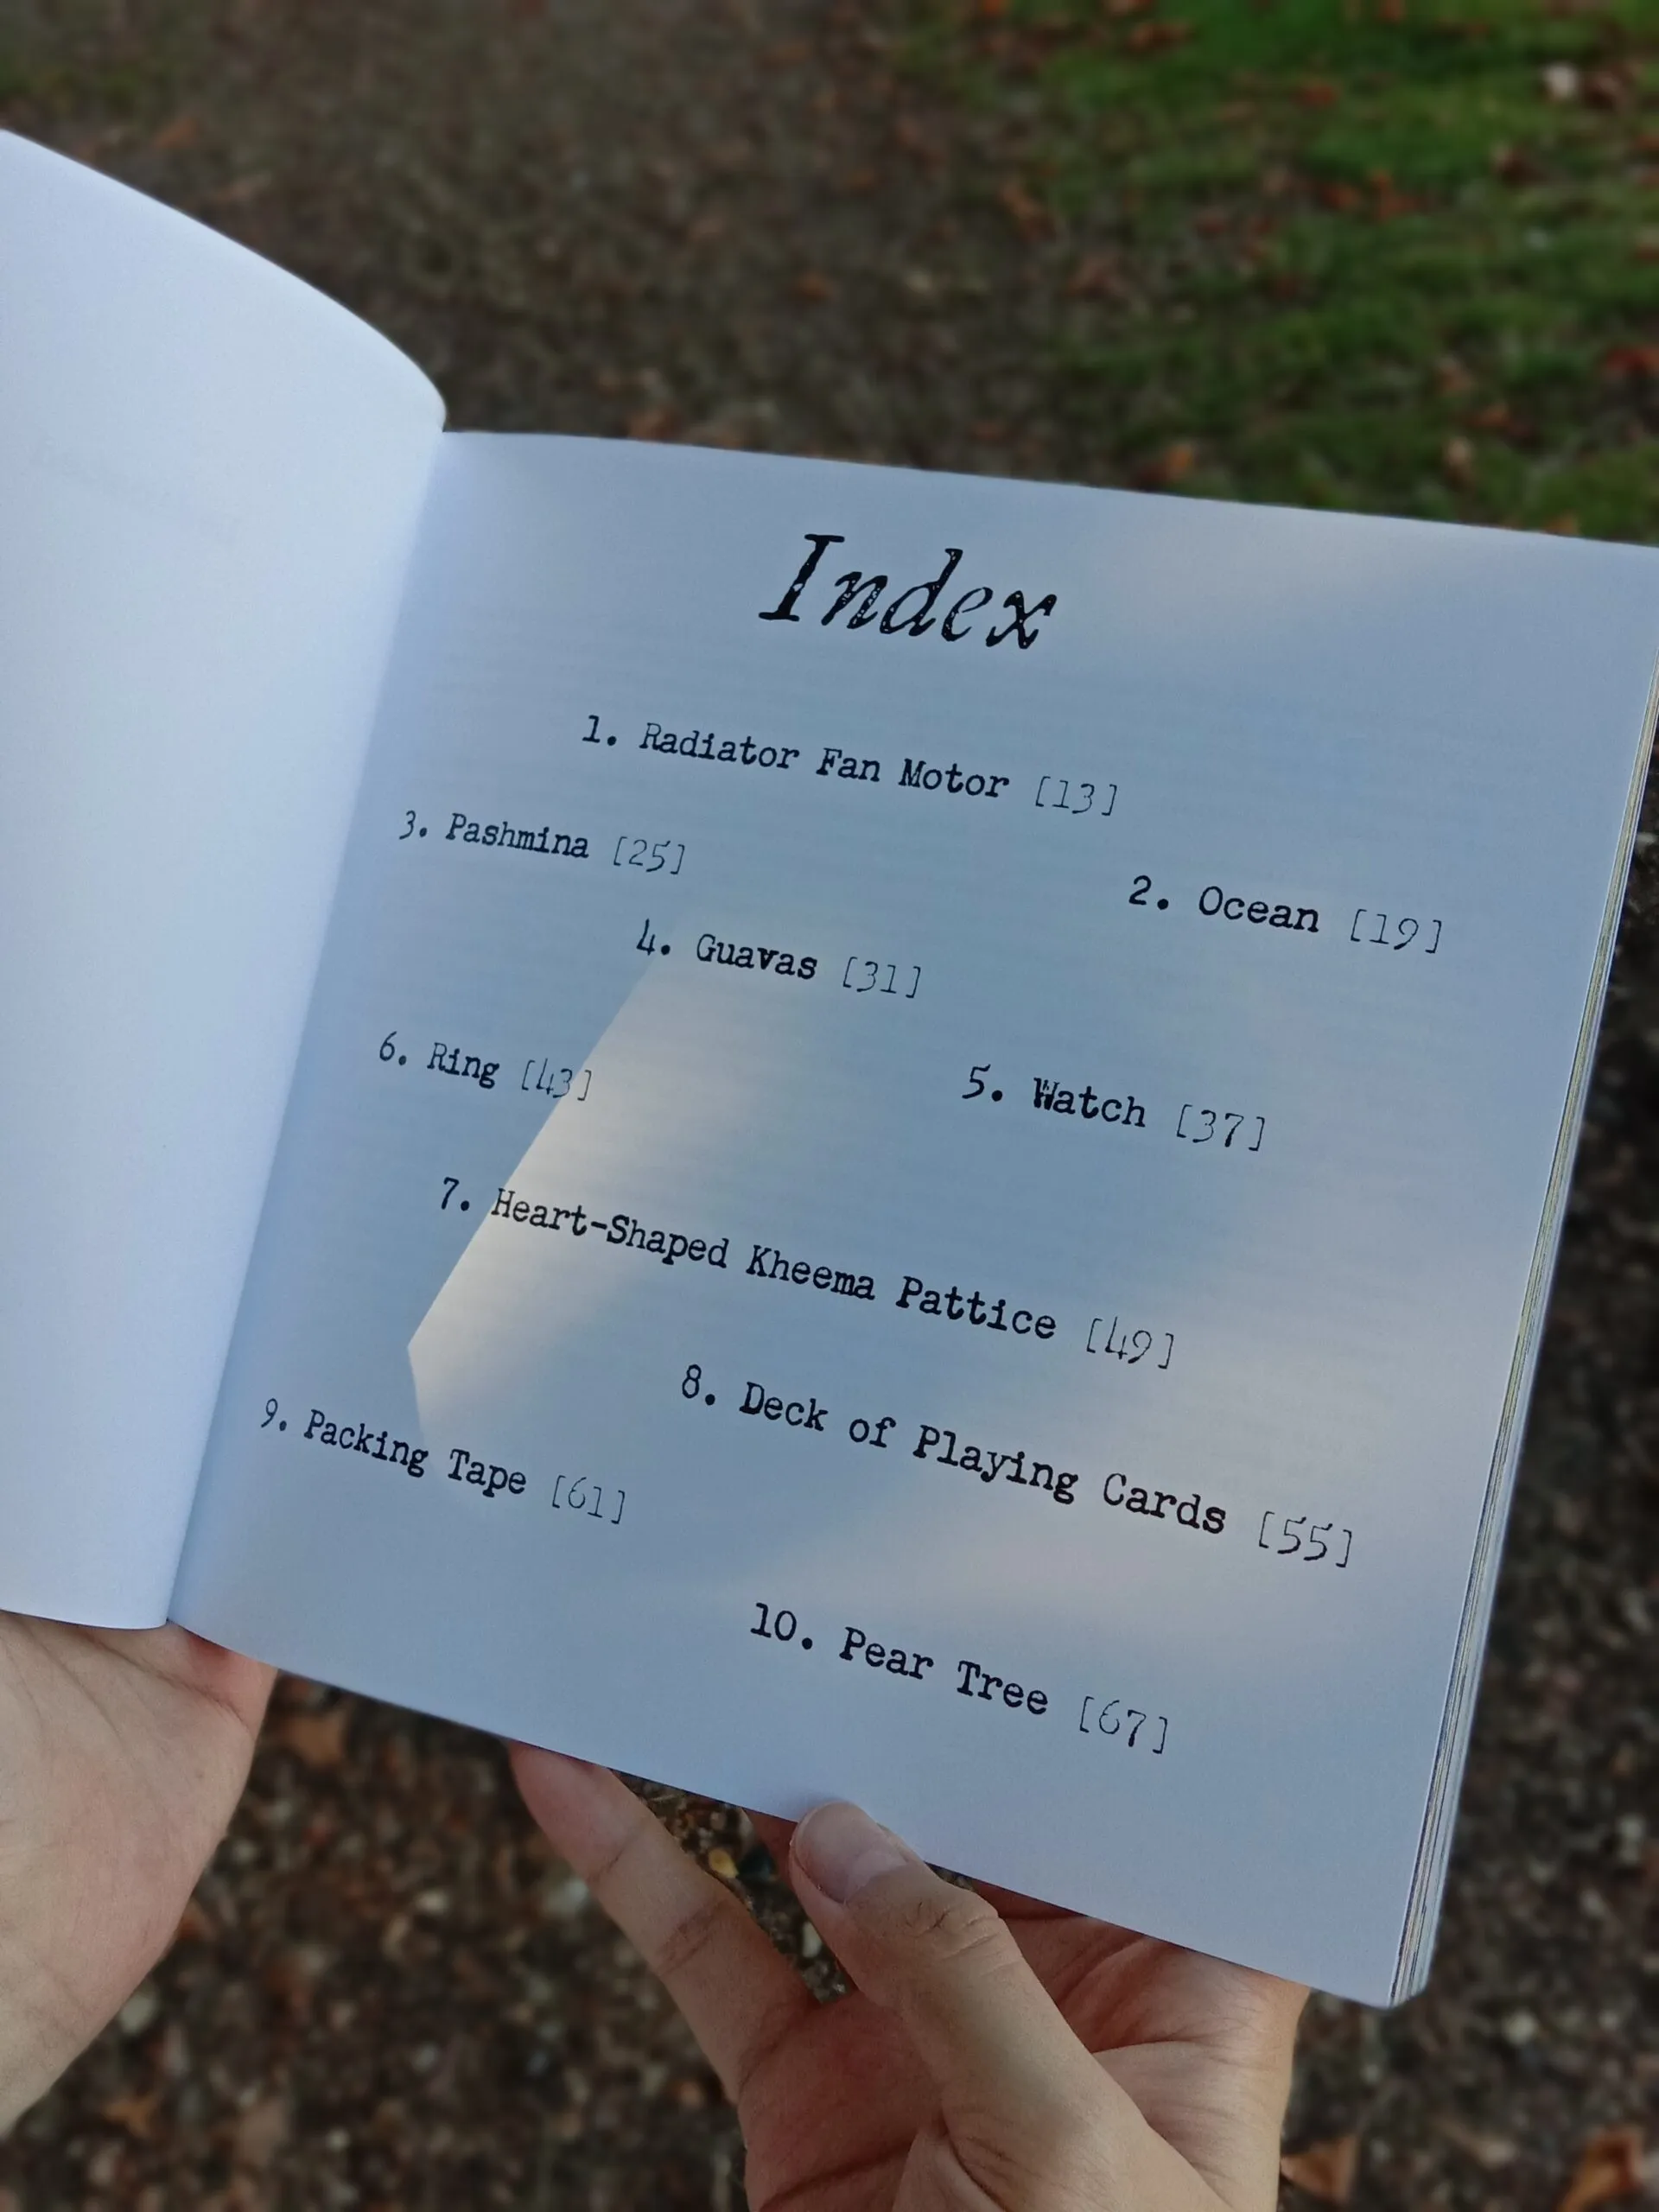 Index
1. Radiator Fan Motor [13]
2. Ocean [19]
3. Pashmina [25]
4. Guavas [31]
5. Watch [37]
6. Ring [43]
7. Heart-Shaped Kheema Pattice [49]
8. Deck of Playing Cards [55]
9. Packing Tape [61]
10. Pear Tree [67]